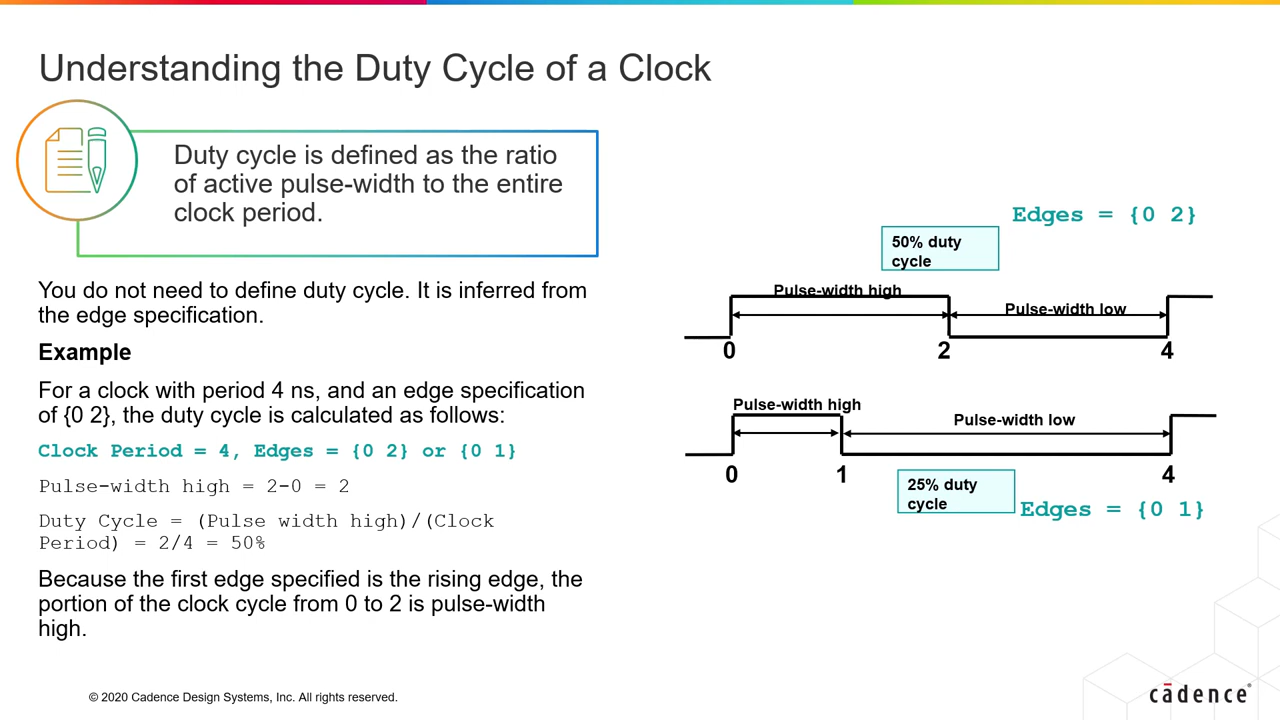 Understanding the Duty Cycle of a Clock
Duty cycle is defined as the ratio
of active pulse-width to the entire
clock period.
You do not need to define duty cycle. It is inferred from
the edge specification.
Example
For a clock with period 4 ns, and an edge specification
of {0 2}, the duty cycle is calculated as follows:
Clock Period = 4, Edges = {0 2} or {0 1}
Pulse-width high = 2-0 = 2
Duty Cycle = (Pulse width high)/(Clock
Period) = 2/4 = 50%
Because the first edge specified is the rising edge, the
portion of the clock cycle from 0 to 2 is pulse-width
high.
Edges = {0 2}
50% duty
cycle
Pulse-width high
Pulse-width low
0 2 4
Pulse-width high
Pulse-width low
0 1 4
25% duty
cycle
Edges = {0 1}
© 2020 Cadence Design Systems, Inc. All rights reserved.
cādence®